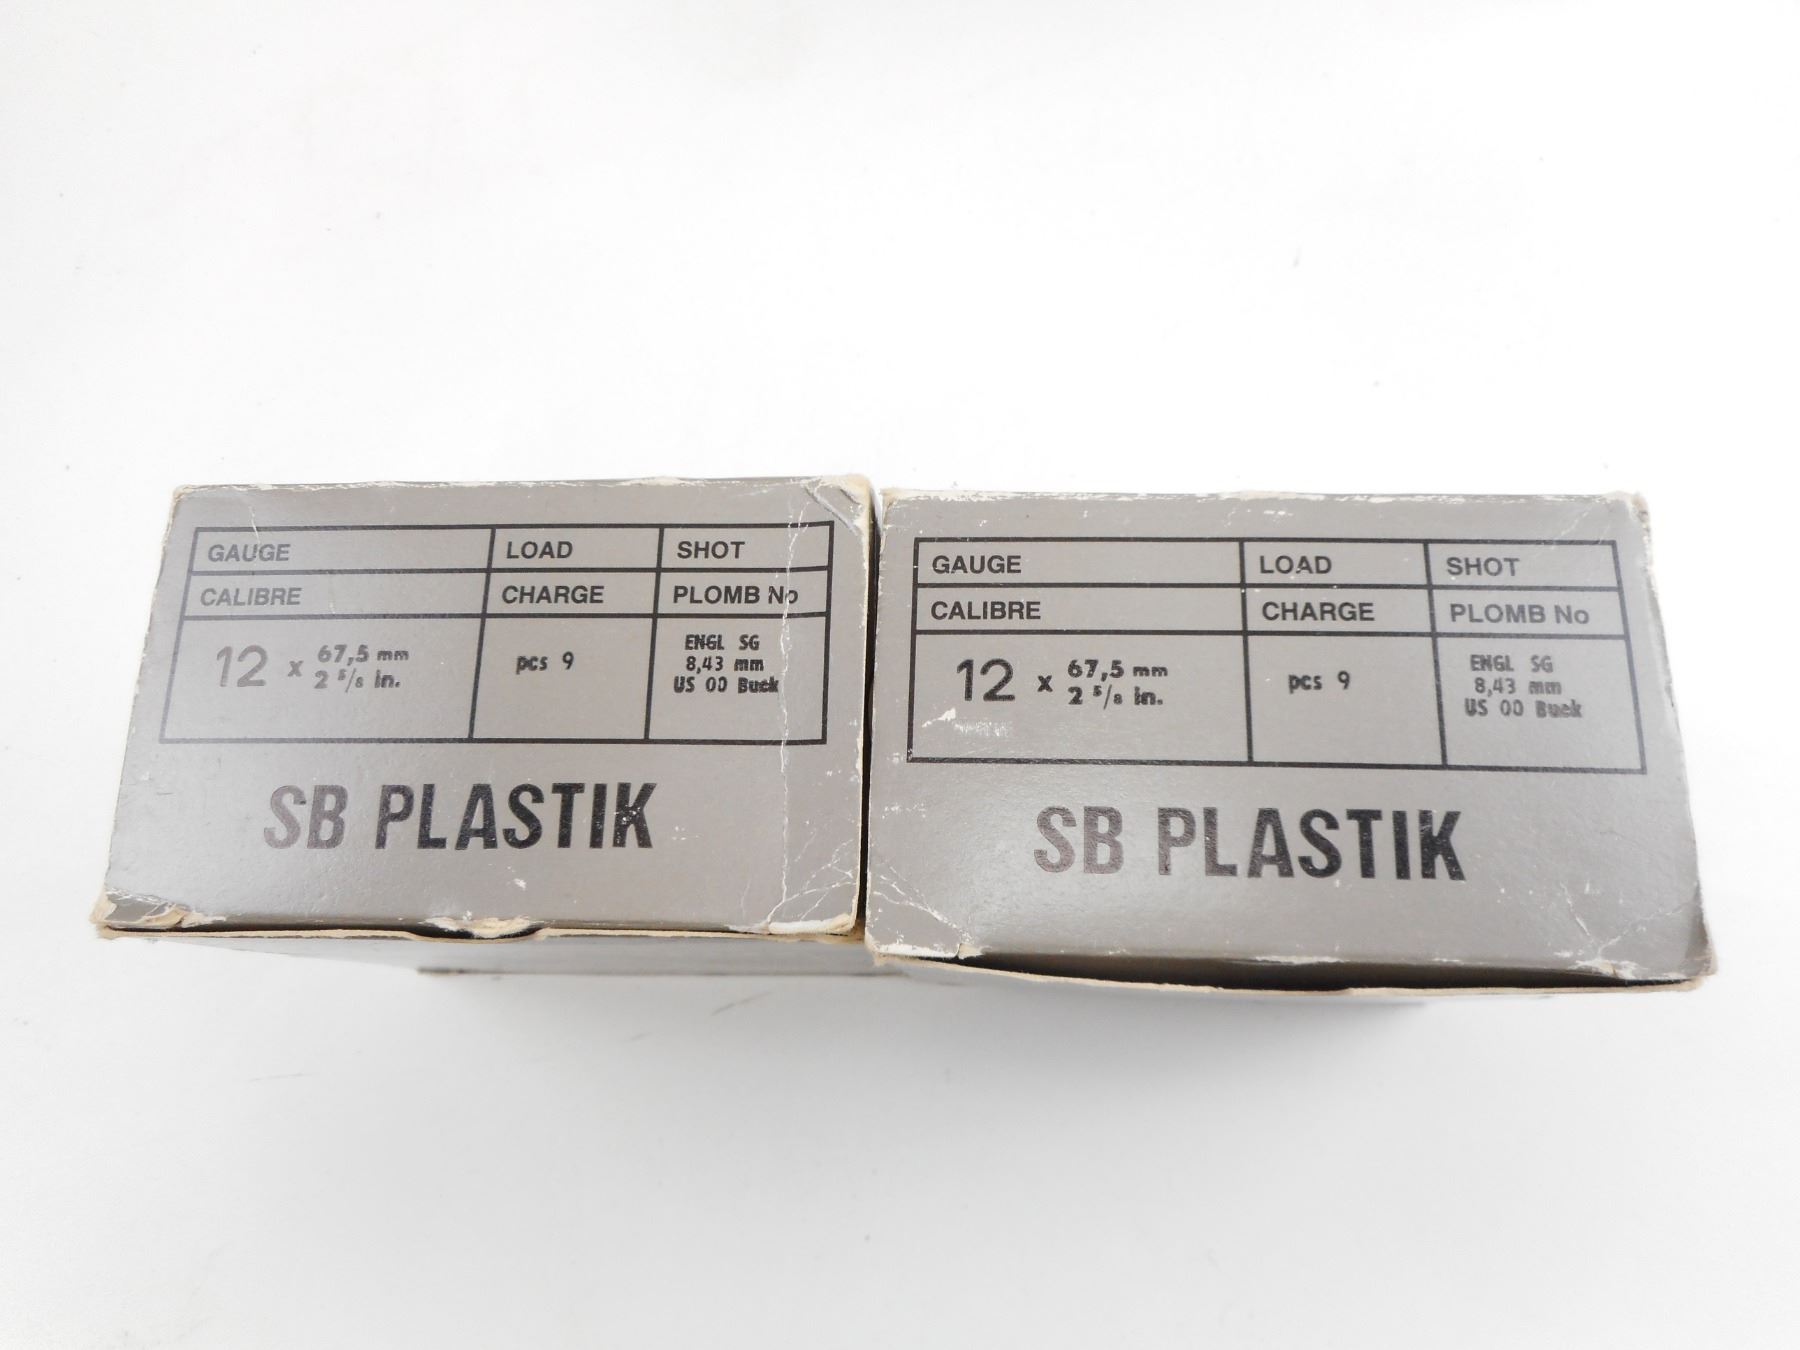 GAUGE LOAD SHOT
CALIBRE CHARGE PLOMB No
12 x 67,5 mm 2 5/8 in.
pcs 9
ENGL SG
8,43 mm
US 00 Buck
SB PLASTIK
GAUGE LOAD SHOT
CALIBRE CHARGE PLOMB No
12 x 67,5 mm 2 5/8 in.
pcs 9
ENGL SG
8,43 mm
US 00 Buck
SB PLASTIK